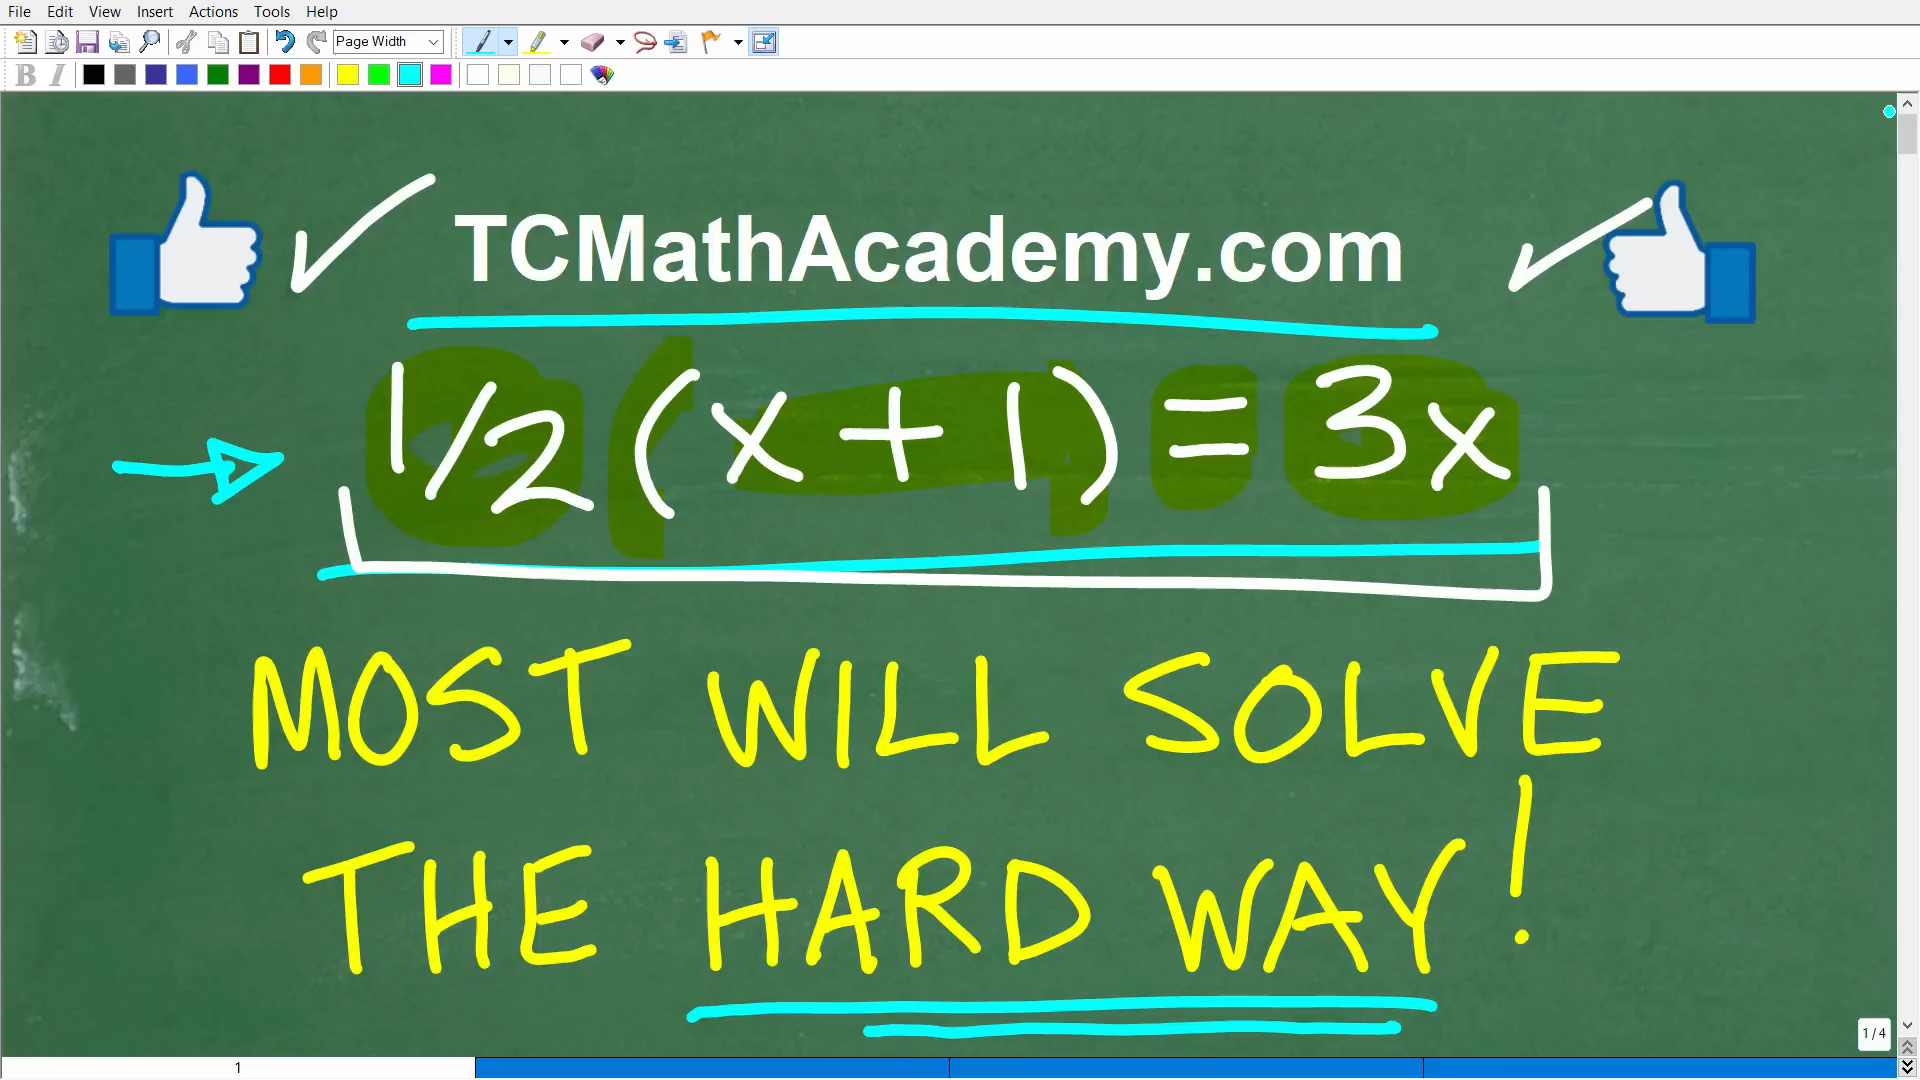 File Edit View Insert Actions Tools Help
Page Width
B I
TCMathAcademy.com
1/2 (x + 1) = 3x
MOST WILL SOLVE
THE HARD WAY!
1 / 4
1